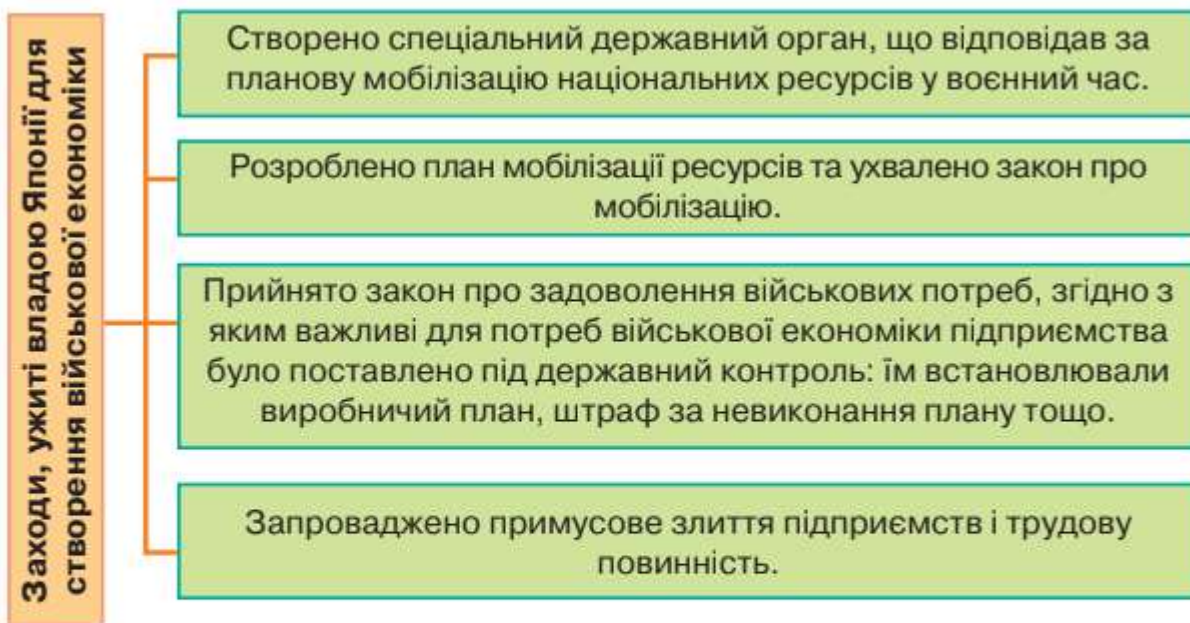 Заходи, ужиті владою Японії для
створення військової економіки
Створено спеціальний державний орган, що відповідав за
планову мобілізацію національних ресурсів у воєнний час.
Розроблено план мобілізації ресурсів та ухвалено закон про
мобілізацію.
Прийнято закон про задоволення військових потреб, згідно з
яким важливі для потреб військової економіки підприємства
було поставлено під державний контроль: їм встановлювали
виробничий план, штраф за невиконання плану тощо.
Запроваджено примусове злиття підприємств і трудову
повинність.